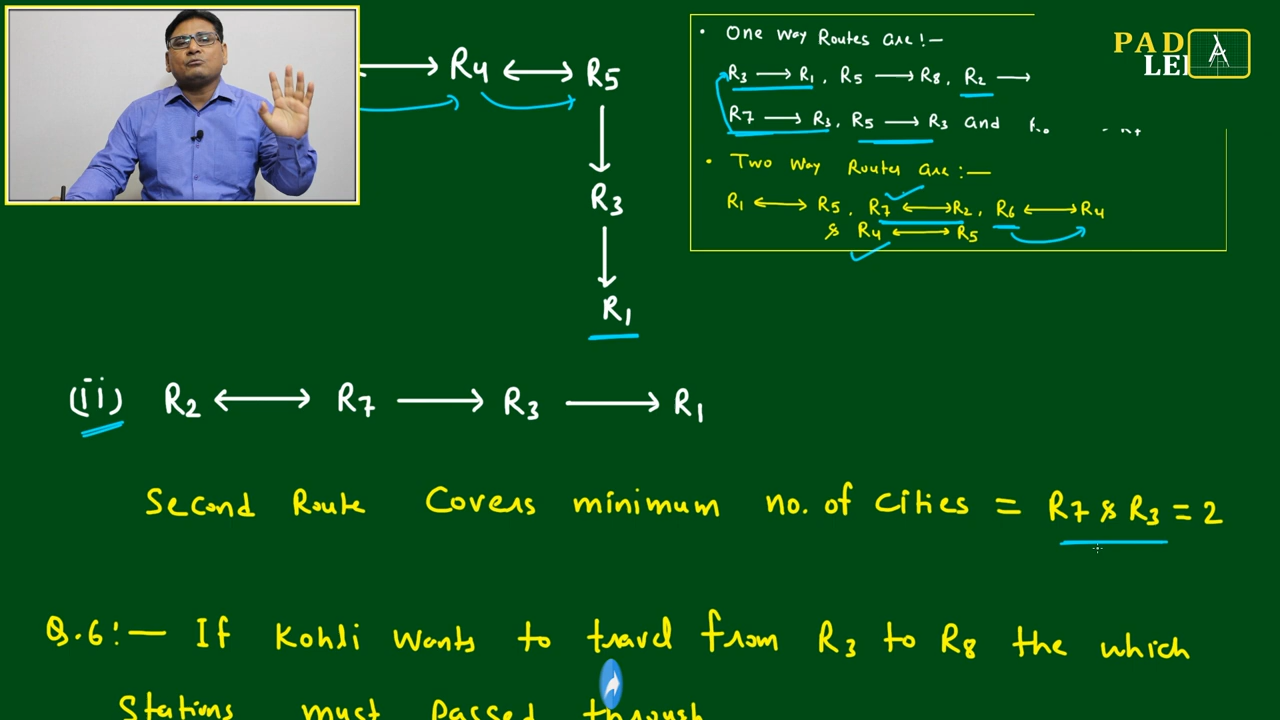 R4 ⟷ R5
R3
R1
• One Way Routes are:—
R3 → R1, R5 → R8, R2 →
R7 → R3, R5 → R3 and
• Two Way Routes are:—
R1 ⟷ R5, R7 ⟷ R2, R6 ⟷ R4
& R4 ⟷ R5
PAD
LEI
(ii) R2 ⟷ R7 → R3 → R1
Second Route Covers minimum no. of cities = R7 & R3 = 2
Q.6:— If Kohli wants to travel from R3 to R8 the which
Stations must passed through